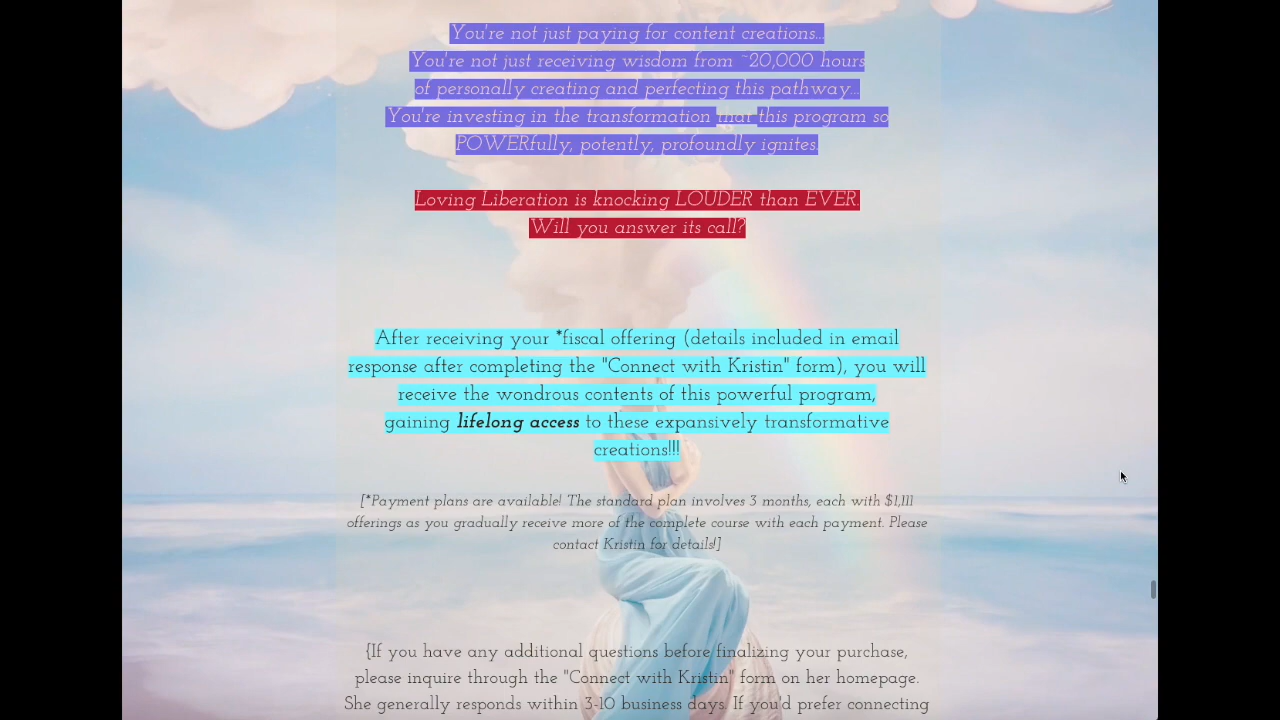 You're not just paying for content creations...
You're not just receiving wisdom from ~20,000 hours
of personally creating and perfecting this pathway...
You're investing in the transformation that this program so
POWERfully, potently, profoundly ignites.
Loving Liberation is knocking LOUDER than EVER.
Will you answer its call?
After receiving your *fiscal offering (details included in email
response after completing the "Connect with Kristin" form), you will
receive the wondrous contents of this powerful program,
gaining lifelong access to these expansively transformative
creations!!!
[*Payment plans are available! The standard plan involves 3 months, each with $1,111
offerings as you gradually receive more of the complete course with each payment. Please
contact Kristin for details!]
{If you have any additional questions before finalizing your purchase,
please inquire through the "Connect with Kristin" form on her homepage.
She generally responds within 3-10 business days. If you'd prefer connecting